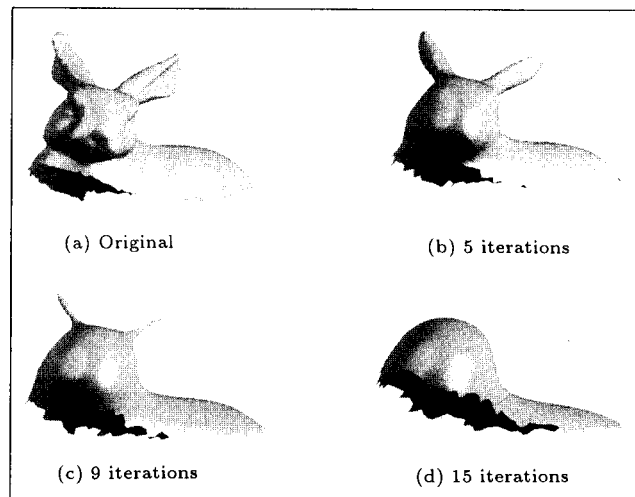 (a) Original
(b) 5 iterations
(c) 9 iterations
(d) 15 iterations